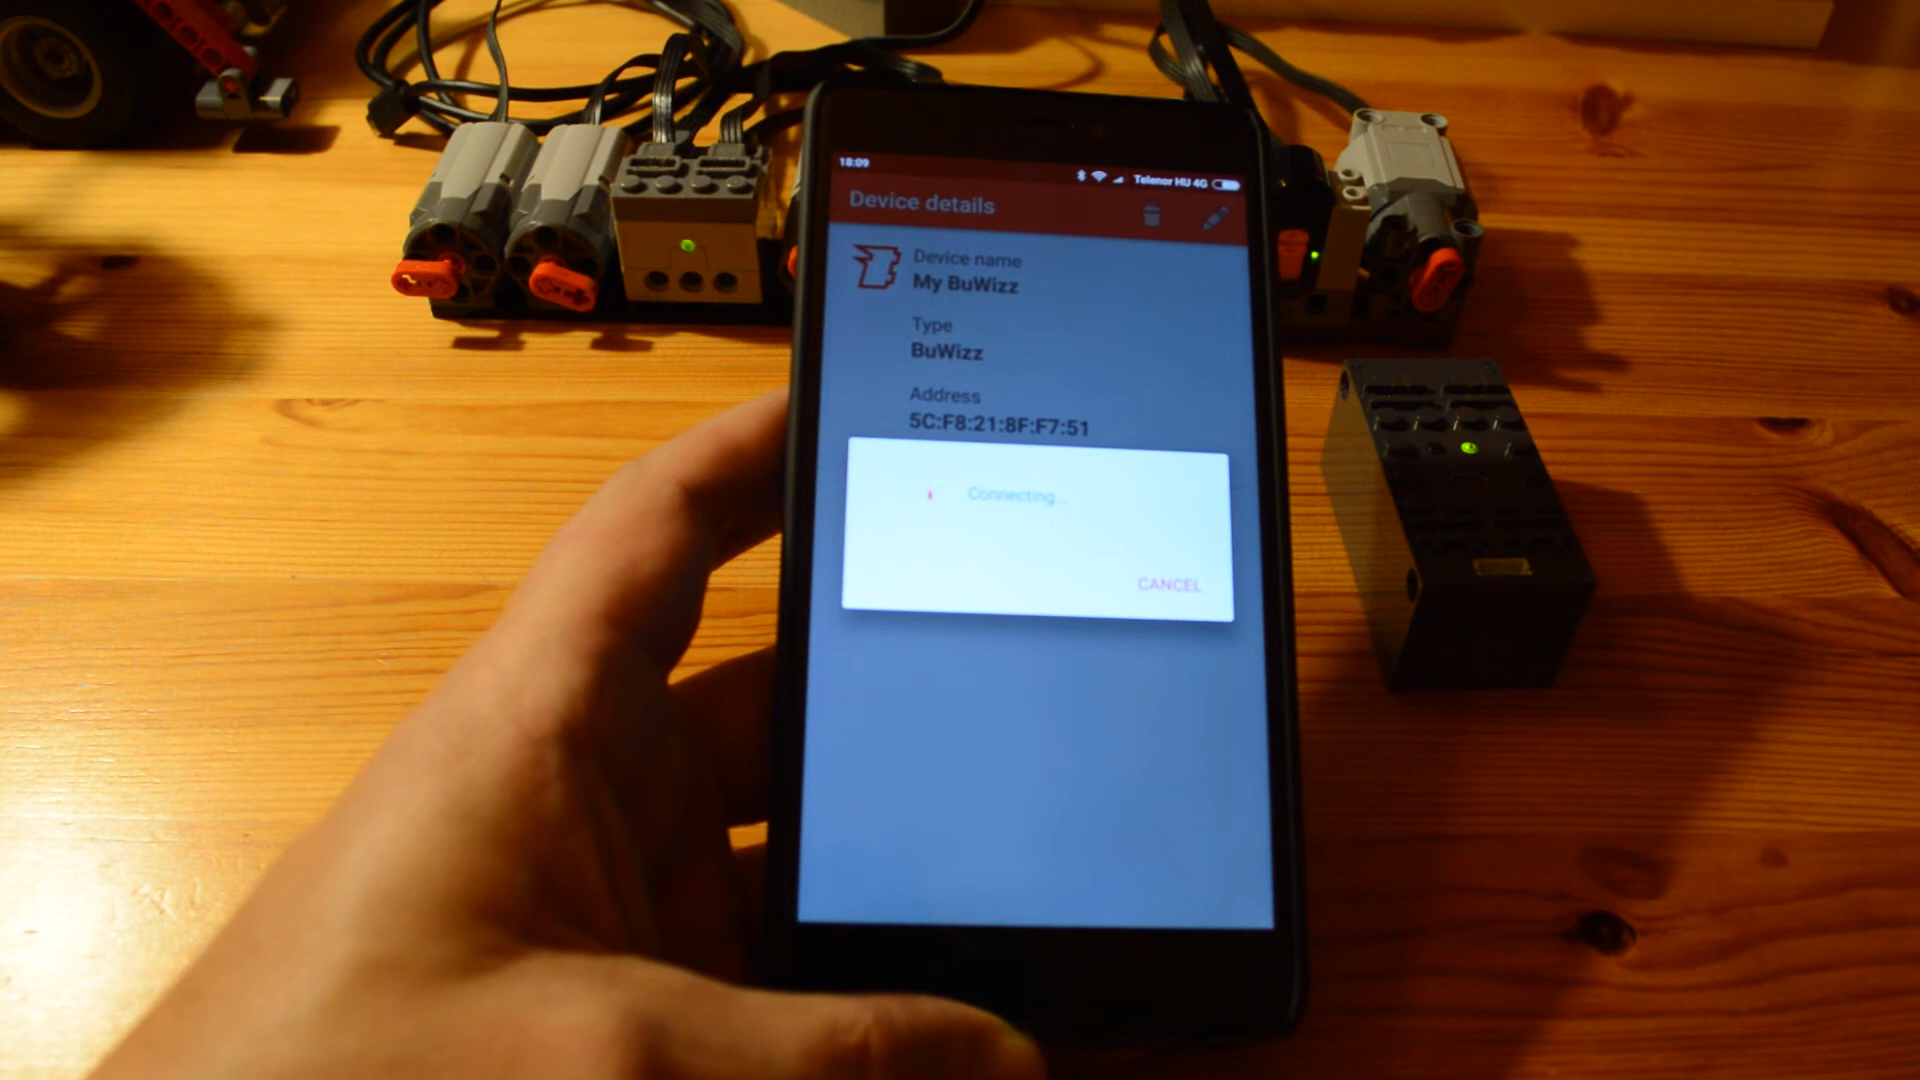 18:09
Telenor HU 4G
Device details
Device name
My BuWizz
Type
BuWizz
Address
5C:F8:21:8F:F7:51
Connecting...
CANCEL